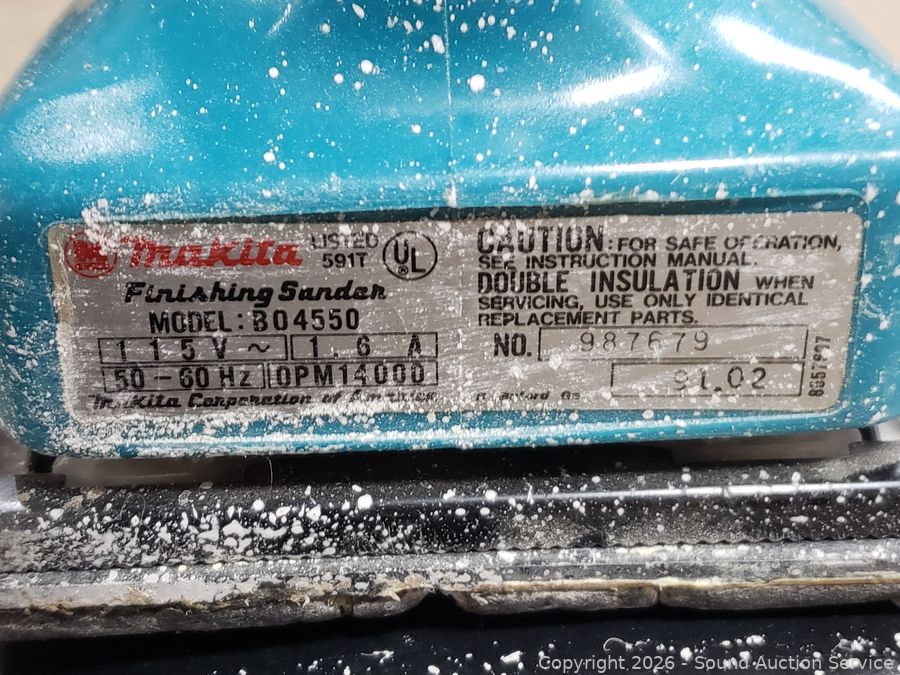 makita LISTED 591T
UL
Finishing Sander
MODEL: BO4550
115V ~ 1.6 A
50-60 Hz OPM14000
Makita Corporation of America
CAUTION: FOR SAFE OPERATION,
SEE INSTRUCTION MANUAL.
DOUBLE INSULATION WHEN
SERVICING, USE ONLY IDENTICAL
REPLACEMENT PARTS.
NO. 987679
Copyright 2026 - Sound Auction Service